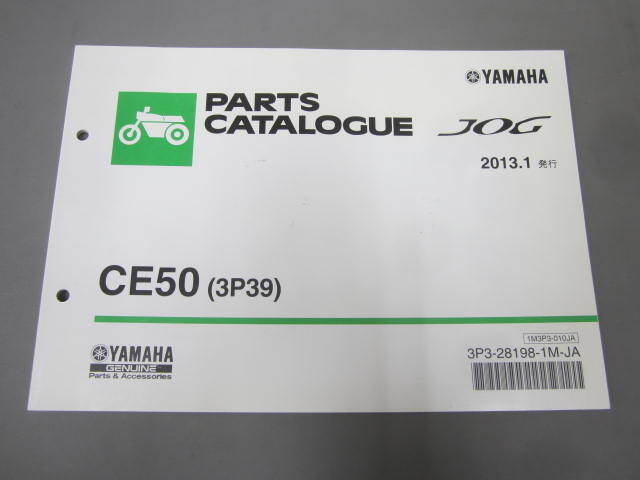 YAMAHA
PARTS
CATALOGUE
JOG
2013.1 発行
CE50 (3P39)
YAMAHA
GENUINE
Parts & Accessories
1M3P3-010JA
3P3-28198-1M-JA